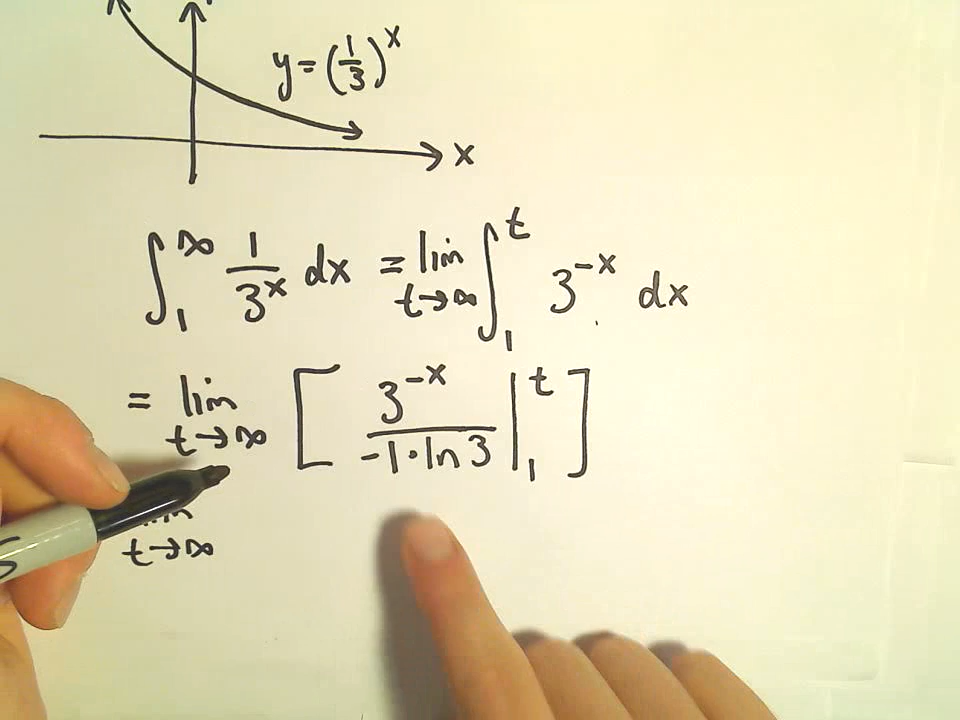 y = (1/3)^x
x
∫_1^∞ 1/3^x dx = lim_{t→∞} ∫_1^t 3^{-x} dx
= lim_{t→∞} [ 3^{-x}/(-1·ln 3) |_1^t ]
t→∞